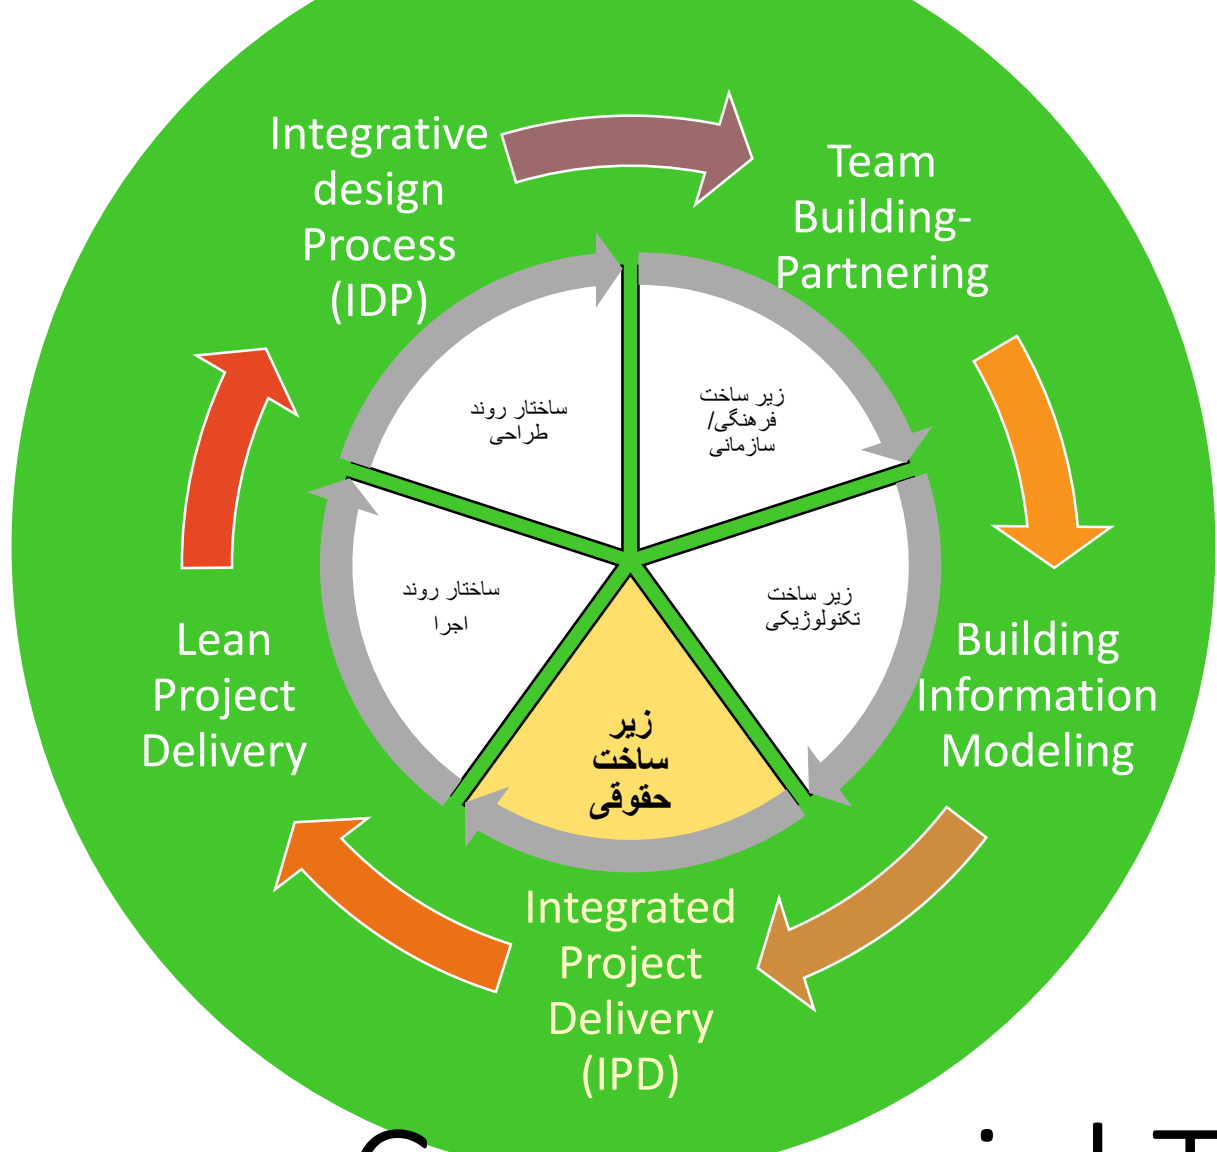 Integrative
design
Process
(IDP)
Team
Building-
Partnering
ساختار روند
طراحی
زیر ساخت
فرهنگی/
سازمانی
ساختار روند
اجرا
زیر ساخت
تکنولوژیکی
زیر
ساخت
حقوقی
Lean
Project
Delivery
Building
Information
Modeling
Integrated
Project
Delivery
(IPD)